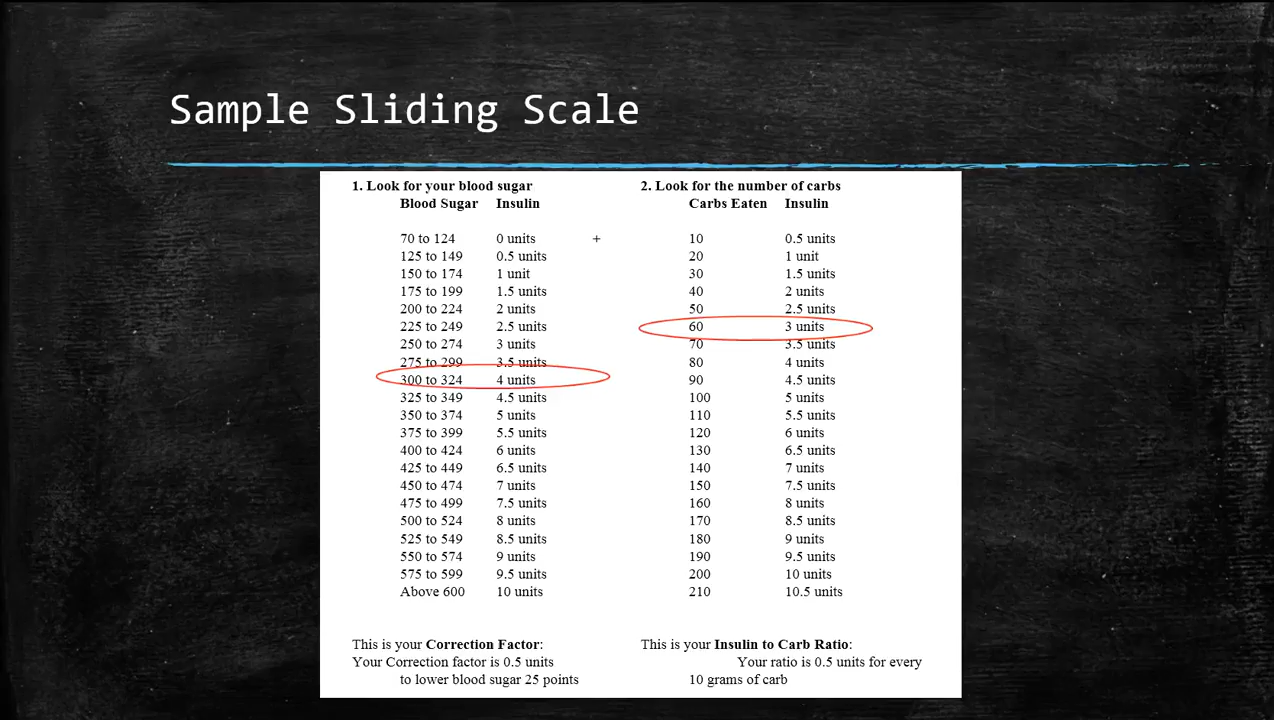 Sample Sliding Scale
1. Look for your blood sugar 2. Look for the number of carbs
Blood Sugar Insulin Carbs Eaten Insulin
70 to 124 0 units + 10 0.5 units
125 to 149 0.5 units 20 1 unit
150 to 174 1 unit 30 1.5 units
175 to 199 1.5 units 40 2 units
200 to 224 2 units 50 2.5 units
225 to 249 2.5 units 60 3 units
250 to 274 3 units 70 3.5 units
275 to 299 3.5 units 80 4 units
300 to 324 4 units 90 4.5 units
325 to 349 4.5 units 100 5 units
350 to 374 5 units 110 5.5 units
375 to 399 5.5 units 120 6 units
400 to 424 6 units 130 6.5 units
425 to 449 6.5 units 140 7 units
450 to 474 7 units 150 7.5 units
475 to 499 7.5 units 160 8 units
500 to 524 8 units 170 8.5 units
525 to 549 8.5 units 180 9 units
550 to 574 9 units 190 9.5 units
575 to 599 9.5 units 200 10 units
Above 600 10 units 210 10.5 units
This is your Correction Factor: This is your Insulin to Carb Ratio:
Your Correction factor is 0.5 units Your ratio is 0.5 units for every
to lower blood sugar 25 points 10 grams of carb